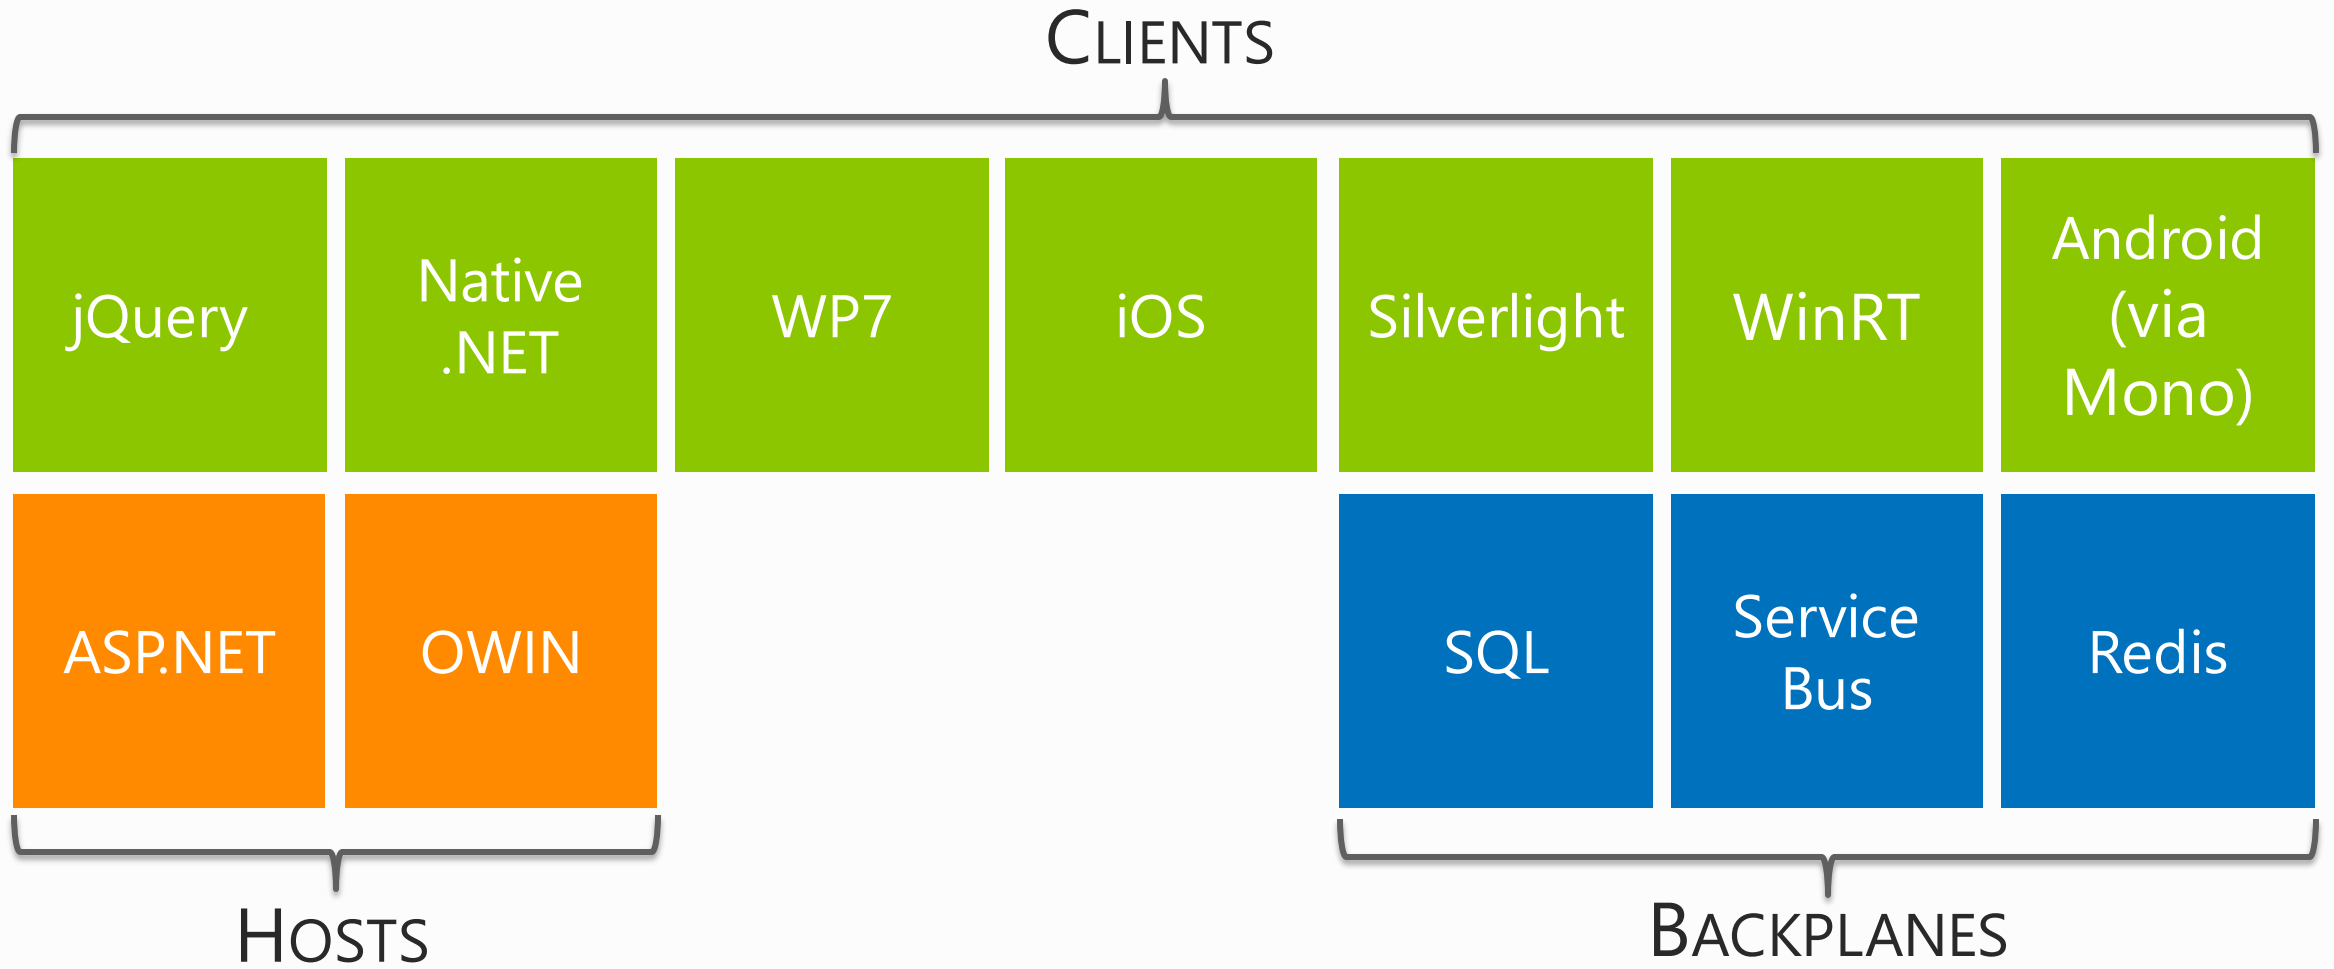 CLIENTS
jQuery
Native
.NET
WP7
iOS
Silverlight
WinRT
Android
(via
Mono)
ASP.NET
OWIN
SQL
Service
Bus
Redis
HOSTS
BACKPLANES